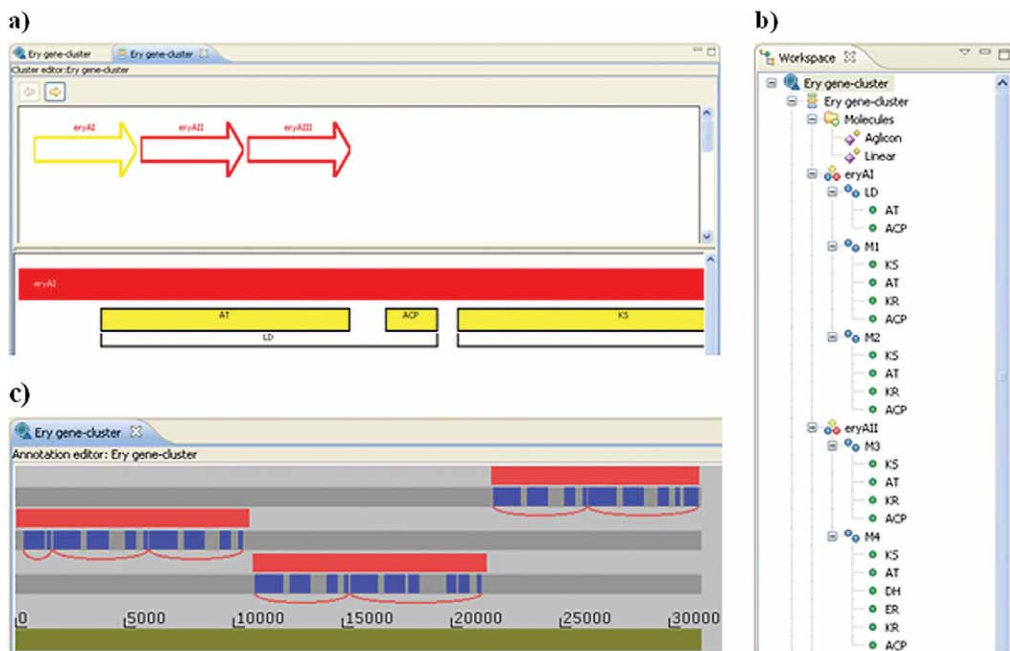 a)
Ery gene-cluster Ery gene-cluster
Cluster editor:Ery gene-cluster
eryAI eryAII eryAIII
eryAI
AT ACP KS
LD
b)
Workspace
Ery gene-cluster
Ery gene-cluster
Molecules
Aglicon
Linear
eryAI
LD
AT
ACP
M1
KS
AT
KR
ACP
M2
KS
AT
KR
ACP
eryAII
M3
KS
AT
KR
ACP
M4
KS
AT
DH
ER
KR
ACP
c)
Ery gene-cluster
Annotation editor: Ery gene-cluster
0 5000 10000 15000 20000 25000 30000